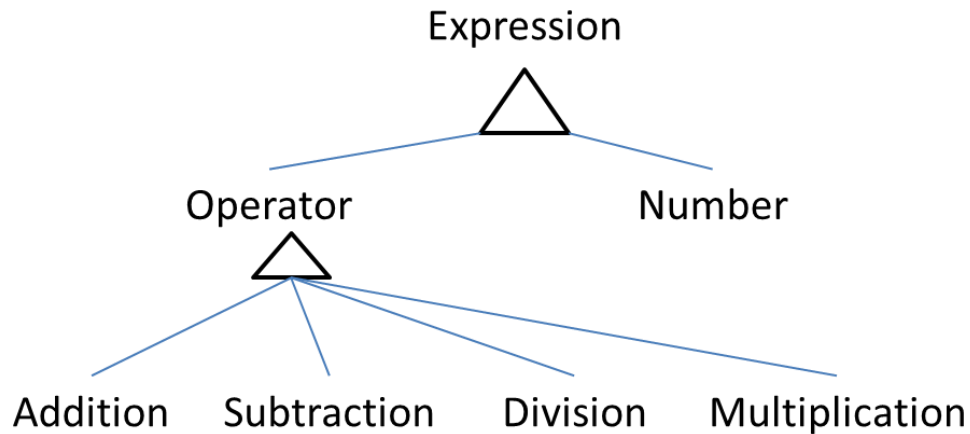 Expression
Operator Number
Addition Subtraction Division Multiplication